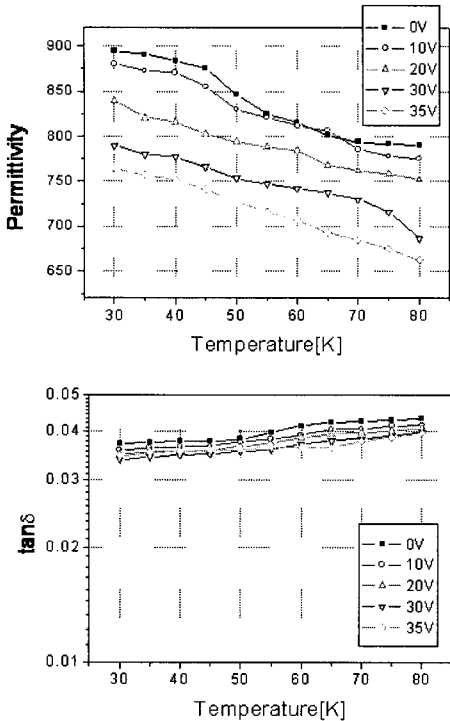 0V
10V
20V
30V
35V
900
850
800
750
700
650
Permittivity
30 40 50 60 70 80
Temperature[K]
0.05
0.04
0.03
0.02
0.01
tanδ
0V
10V
20V
30V
35V
30 40 50 60 70 80
Temperature[K]